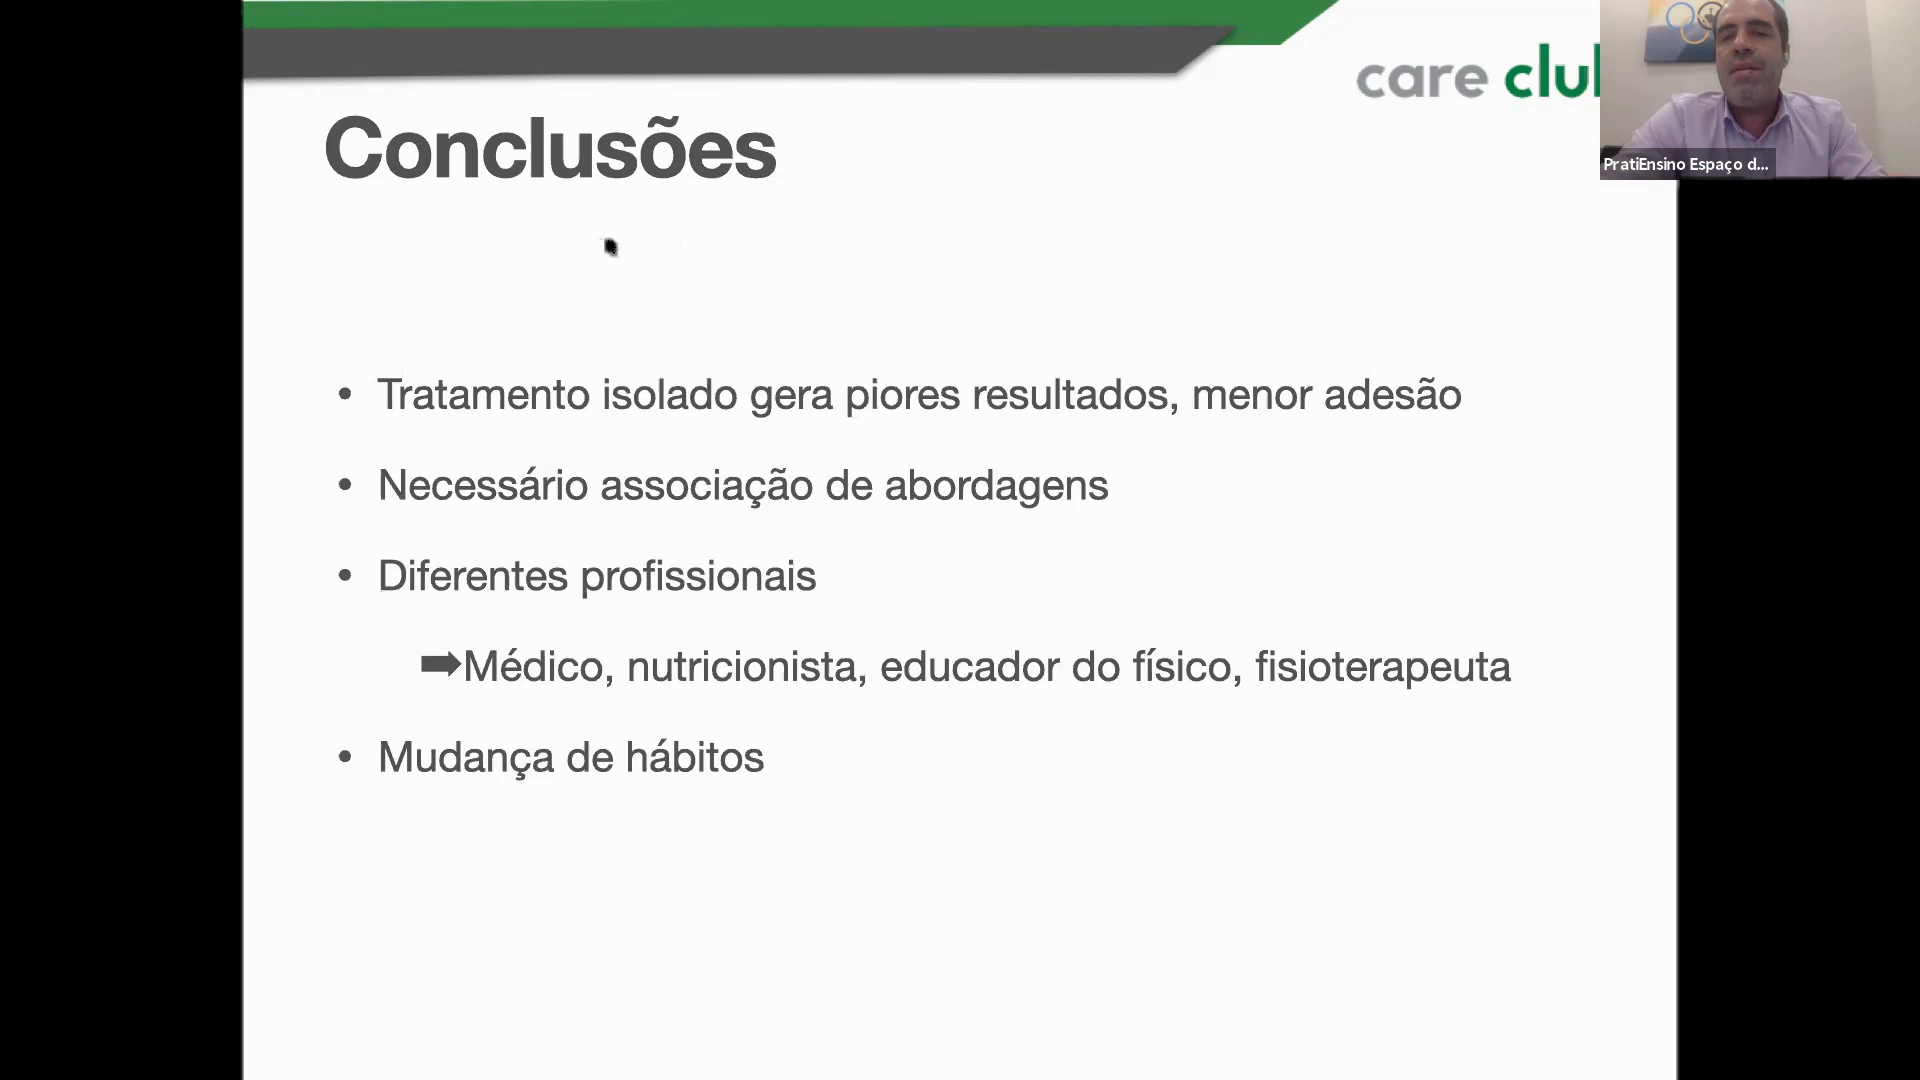 care clu
PratiEnsino Espaço d...
Conclusões
• Tratamento isolado gera piores resultados, menor adesão
• Necessário associação de abordagens
• Diferentes profissionais
➡Médico, nutricionista, educador do físico, fisioterapeuta
• Mudança de hábitos